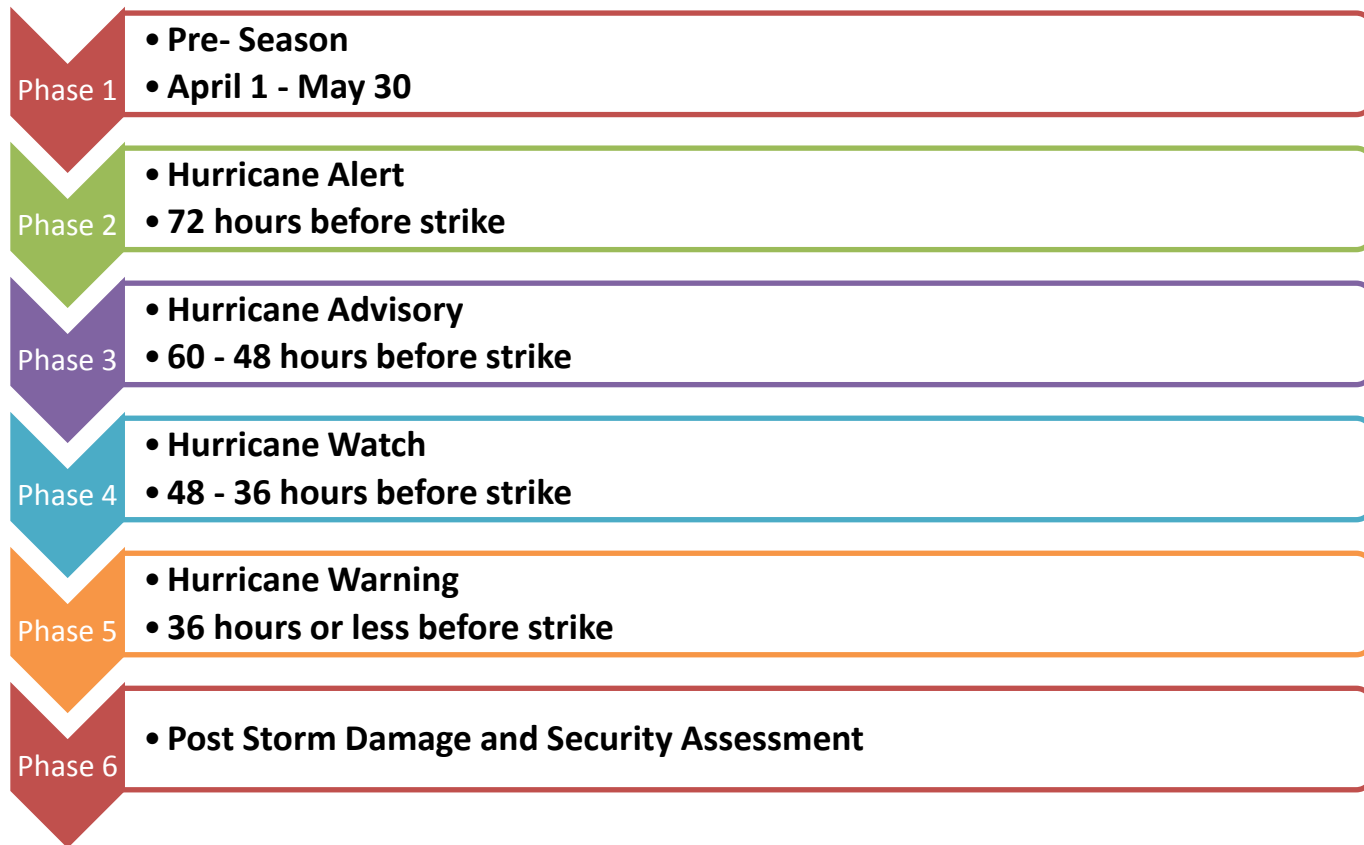 Phase 1
• Pre- Season
• April 1 - May 30
Phase 2
• Hurricane Alert
• 72 hours before strike
Phase 3
• Hurricane Advisory
• 60 - 48 hours before strike
Phase 4
• Hurricane Watch
• 48 - 36 hours before strike
Phase 5
• Hurricane Warning
• 36 hours or less before strike
Phase 6
• Post Storm Damage and Security Assessment